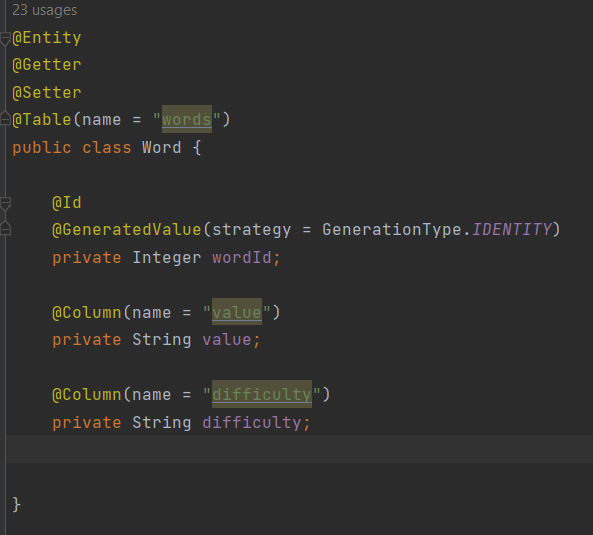 23 usages
@Entity
@Getter
@Setter
@Table(name = "words")
public class Word {
@Id
@GeneratedValue(strategy = GenerationType.IDENTITY)
private Integer wordId;
@Column(name = "value")
private String value;
@Column(name = "difficulty")
private String difficulty;
}